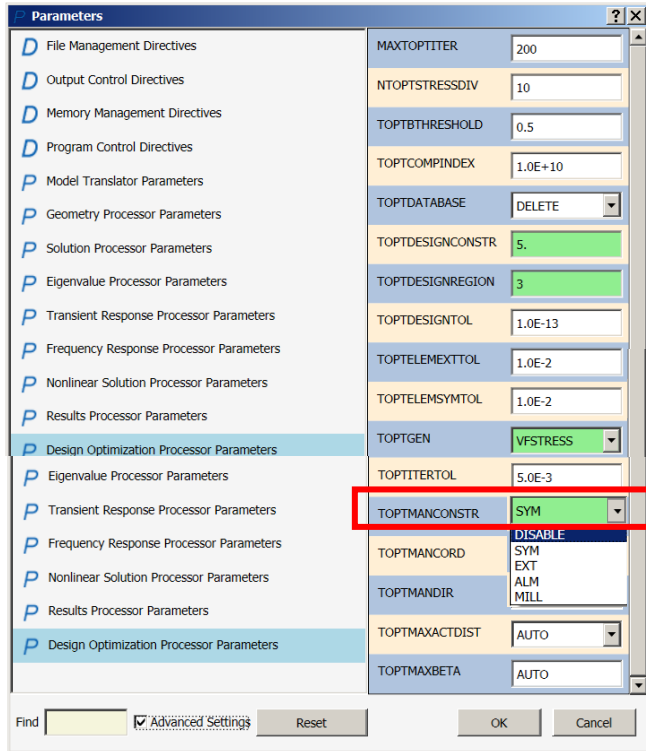 Parameters
File Management Directives
Output Control Directives
Memory Management Directives
Program Control Directives
Model Translator Parameters
Geometry Processor Parameters
Solution Processor Parameters
Eigenvalue Processor Parameters
Transient Response Processor Parameters
Frequency Response Processor Parameters
Nonlinear Solution Processor Parameters
Results Processor Parameters
Design Optimization Processor Parameters
Eigenvalue Processor Parameters
Transient Response Processor Parameters
Frequency Response Processor Parameters
Nonlinear Solution Processor Parameters
Results Processor Parameters
Design Optimization Processor Parameters
MAXTOPTITER 200
NTOPTSTRESSDIV 10
TOPTBTHRESHOLD 0.5
TOPTCOMPINDEX 1.0E+10
TOPTDATABASE DELETE
TOPTDESIGNCONSTR 5.
TOPTDESIGNREGION 3
TOPTDESIGNTOL 1.0E-13
TOPTELEMEXTTOL 1.0E-2
TOPTELEMSYMTOL 1.0E-2
TOPTGEN VFSTRESS
TOPTITERTOL 5.0E-3
TOPTMANCONSTR SYM
DISABLE
SYM
EXT
ALM
MILL
TOPTMANCORD
TOPTMANDIR
TOPTMAXACTDIST AUTO
TOPTMAXBETA AUTO
Find Advanced Settings Reset OK Cancel